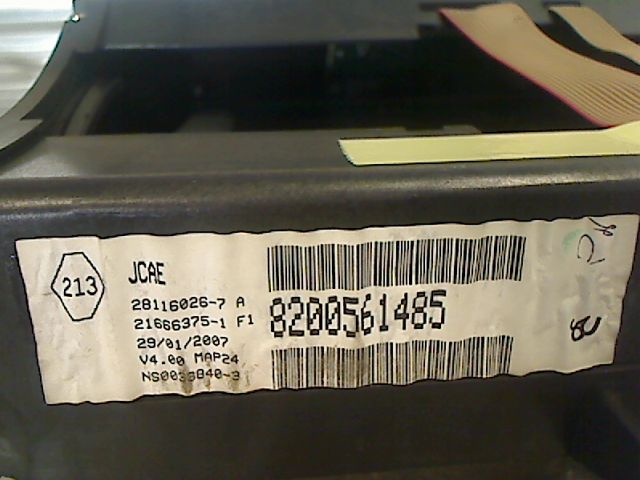 213
JCAE
28116026-7 A
21666375-1 F1
29/01/2007
V4.00 MAP24
8200561485